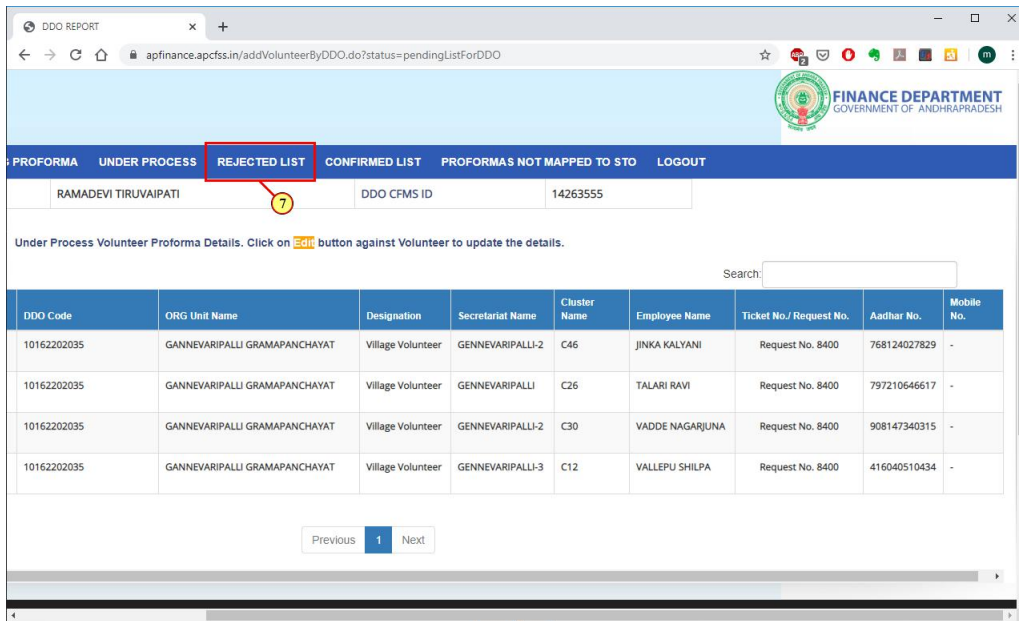 DDO REPORT
apfinance.apcfss.in/addVolunteerByDDO.do?status=pendingListForDDO
ABP
2
m
FINANCE DEPARTMENT
GOVERNMENT OF ANDHRAPRADESH
PROFORMA UNDER PROCESS REJECTED LIST CONFIRMED LIST PROFORMAS NOT MAPPED TO STO LOGOUT
RAMADEVI TIRUVAIPATI DDO CFMS ID 14263555
7
Under Process Volunteer Proforma Details. Click on Edit button against Volunteer to update the details.
Search:
DDO Code ORG Unit Name Designation Secretariat Name Cluster Name Employee Name Ticket No./ Request No. Aadhar No. Mobile No.
10162202035 GANNEVARIPALLI GRAMAPANCHAYAT Village Volunteer GENNEVARIPALLI-2 C46 JINKA KALYANI Request No. 8400 768124027829 -
10162202035 GANNEVARIPALLI GRAMAPANCHAYAT Village Volunteer GENNEVARIPALLI C26 TALARI RAVI Request No. 8400 797210646617 -
10162202035 GANNEVARIPALLI GRAMAPANCHAYAT Village Volunteer GENNEVARIPALLI-2 C30 VADDE NAGARJUNA Request No. 8400 908147340315 -
10162202035 GANNEVARIPALLI GRAMAPANCHAYAT Village Volunteer GENNEVARIPALLI-3 C12 VALLEPU SHILPA Request No. 8400 416040510434 -
Previous 1 Next